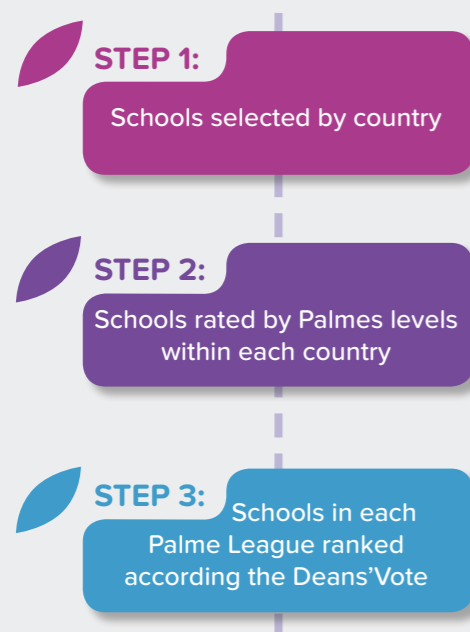 STEP 1:
Schools selected by country
STEP 2:
Schools rated by Palmes levels
within each country
STEP 3:
Schools in each
Palme League ranked
according the Deans'Vote